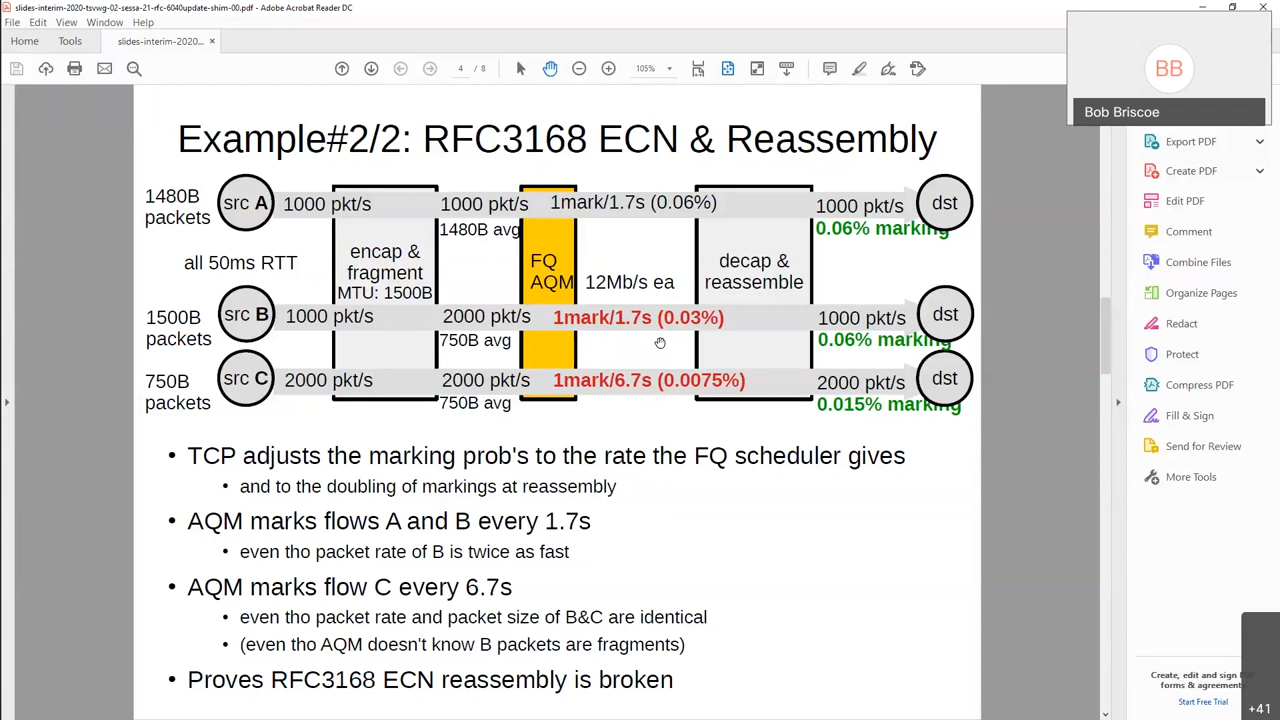 slides-interim-2020-tsvwg-02-sessa-21-rfc-6040update-shim-00.pdf - Adobe Acrobat Reader DC
File Edit View Window Help
Home Tools slides-interim-2020... ×
4 / 8 105%
BB
Bob Briscoe
Example#2/2: RFC3168 ECN & Reassembly
1480B packets
src A
1000 pkt/s
1000 pkt/s
1480B avg
1mark/1.7s (0.06%)
1000 pkt/s
0.06% marking
dst
all 50ms RTT
encap & fragment
MTU: 1500B
FQ AQM
12Mb/s ea
decap & reassemble
1500B packets
src B
1000 pkt/s
2000 pkt/s
750B avg
1mark/1.7s (0.03%)
1000 pkt/s
0.06% marking
dst
750B packets
src C
2000 pkt/s
2000 pkt/s
750B avg
1mark/6.7s (0.0075%)
2000 pkt/s
0.015% marking
dst
• TCP adjusts the marking prob's to the rate the FQ scheduler gives
• and to the doubling of markings at reassembly
• AQM marks flows A and B every 1.7s
• even tho packet rate of B is twice as fast
• AQM marks flow C every 6.7s
• even tho packet rate and packet size of B&C are identical
• (even tho AQM doesn't know B packets are fragments)
• Proves RFC3168 ECN reassembly is broken
Export PDF
Create PDF
Edit PDF
Comment
Combine Files
Organize Pages
Redact
Protect
Compress PDF
Fill & Sign
Send for Review
More Tools
Create, edit and sign
forms & agreement
Start Free Trial
+41